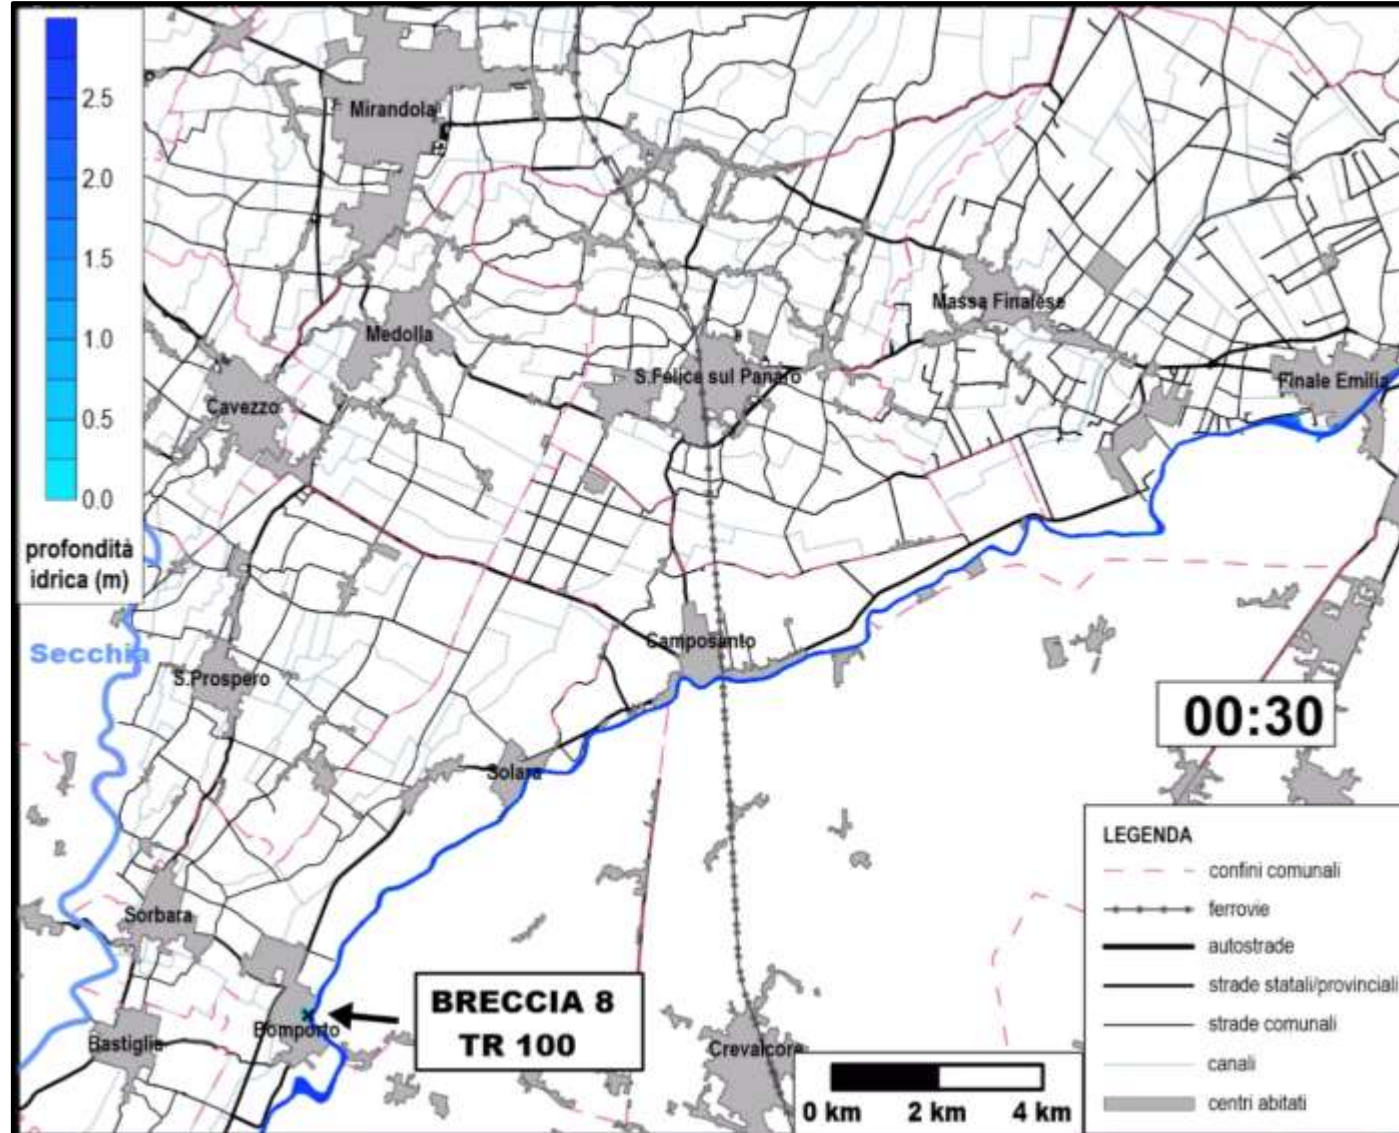 2.5
2.0
1.5
1.0
0.5
0.0
profondità
idrica (m)
Mirandola
Massa Finalese
Medolla
S.Felice sul Panaro
Finale Emilia
Cavezzo
Secchia
Camposanto
S.Prospero
00:30
Solara
Sorbara
BRECCIA 8
TR 100
Bomporto
Bastiglia
Crevalcore
0 km
2 km
4 km
LEGENDA
confini comunali
ferrovie
autostrade
strade statali/provinciali
strade comunali
canali
centri abitati